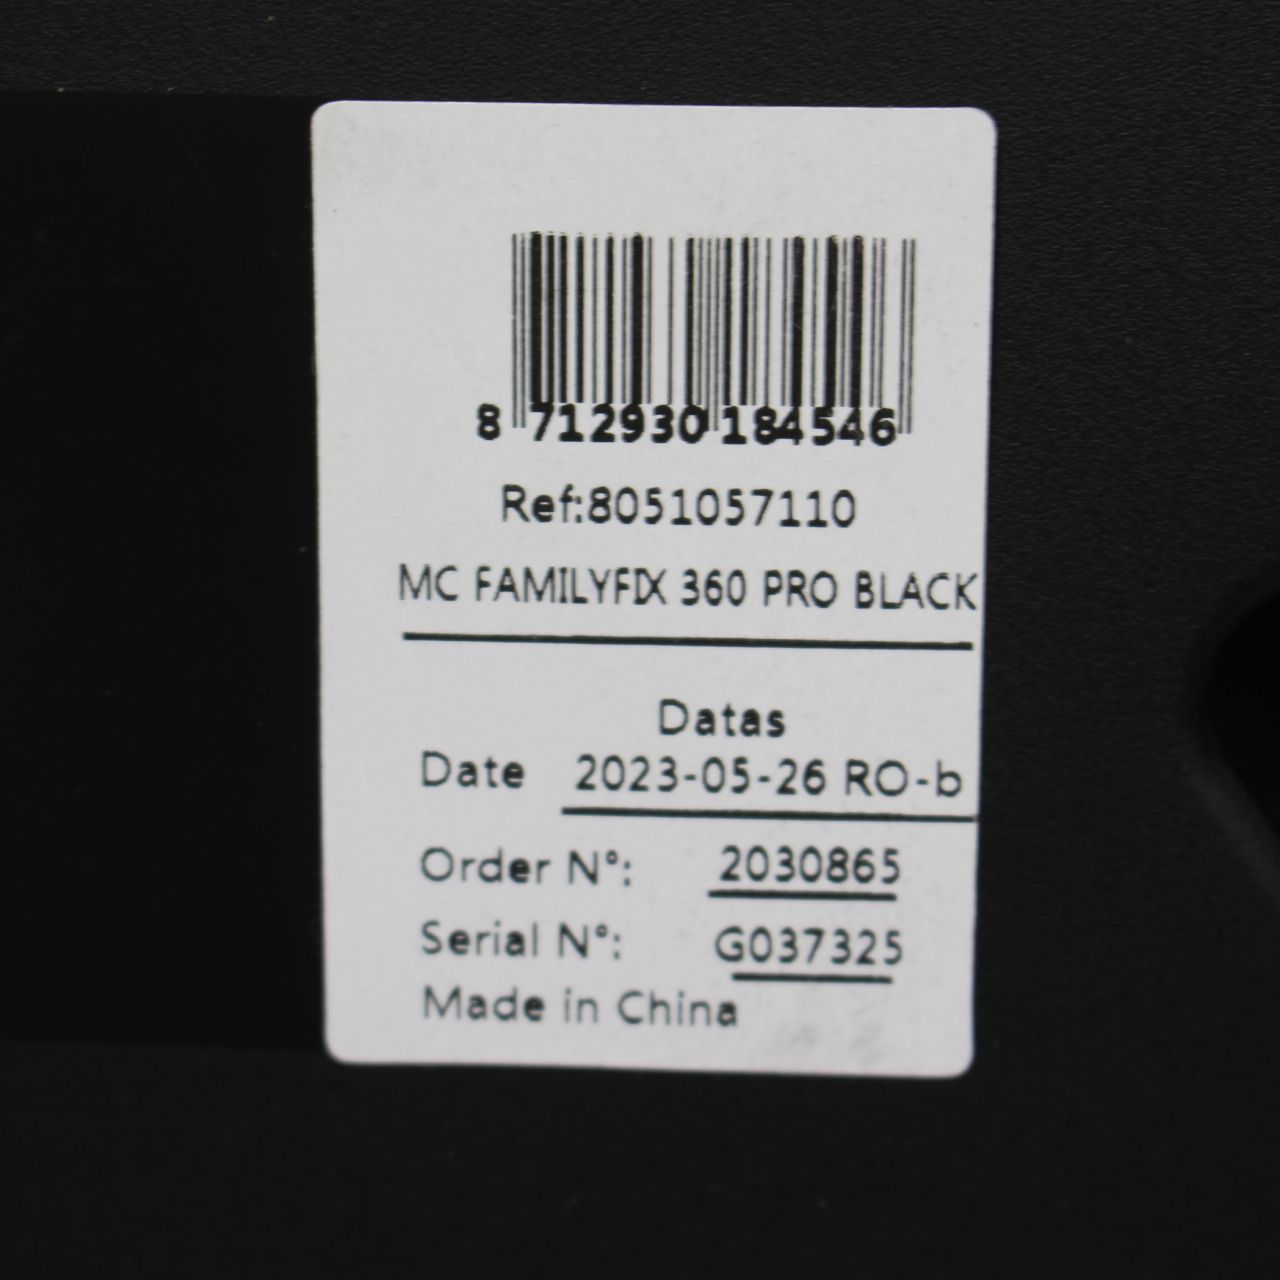 8 712930 184546
Ref:8051057110
MC FAMILYFIX 360 PRO BLACK
Datas
Date 2023-05-26 RO-b
Order N°: 2030865
Serial N°: G037325
Made in China